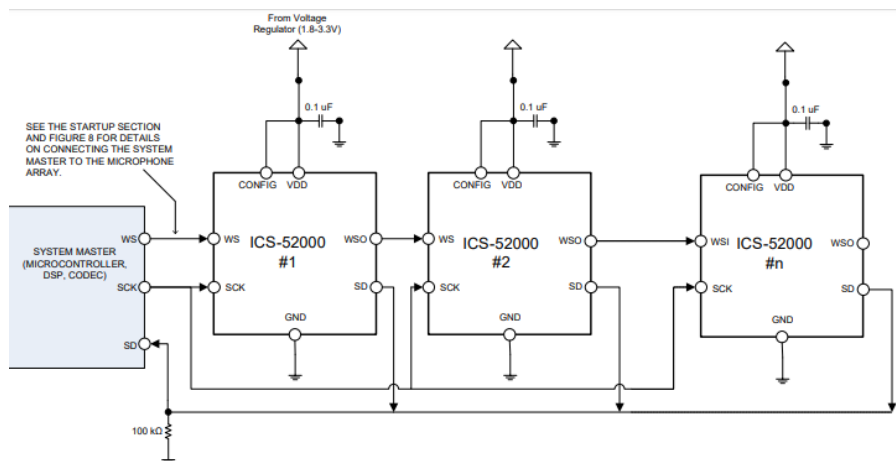 From Voltage
Regulator (1.8-3.3V)
0.1 uF
0.1 uF
0.1 uF
SEE THE STARTUP SECTION
AND FIGURE 8 FOR DETAILS
ON CONNECTING THE SYSTEM
MASTER TO THE MICROPHONE
ARRAY.
CONFIG VDD
CONFIG VDD
CONFIG VDD
WS
WS
ICS-52000
#1
WSO
WS
ICS-52000
#2
WSO
WSI
ICS-52000
#n
WSO
SYSTEM MASTER
(MICROCONTROLLER,
DSP, CODEC)
SCK
SCK
SD
SCK
SD
SCK
SD
GND
GND
GND
SD
100 kΩ